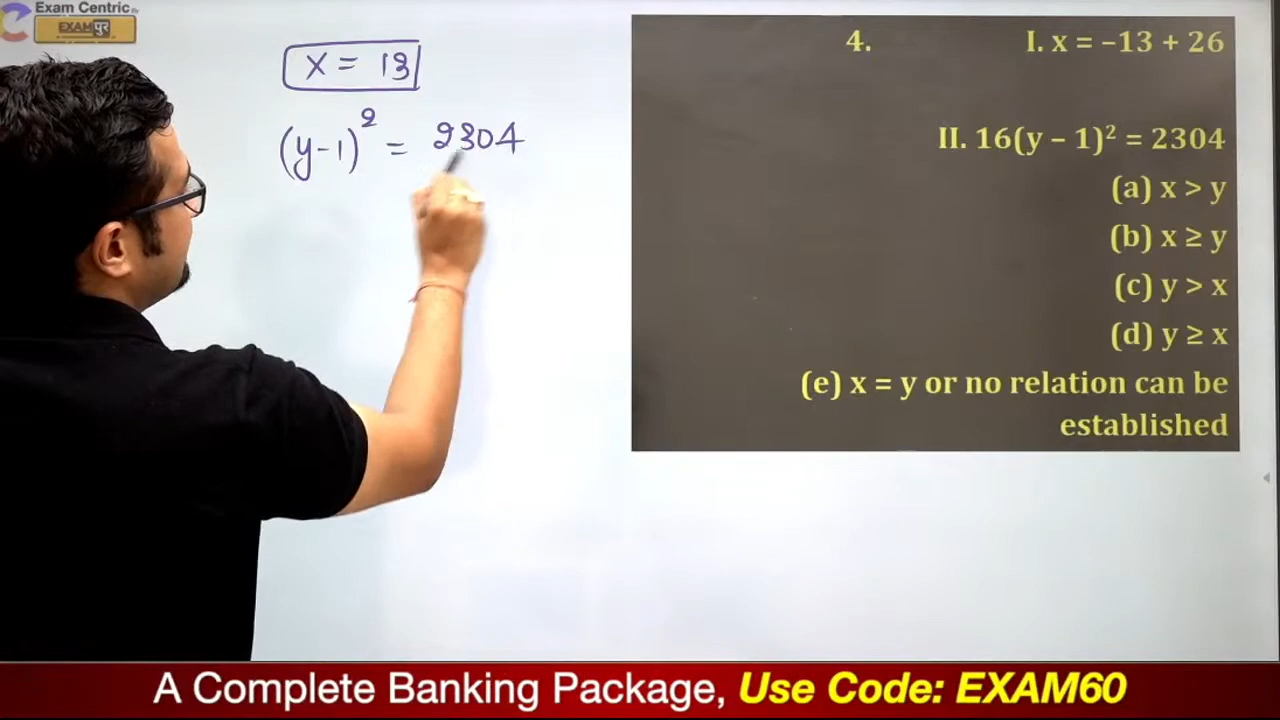 Exam Centric By
EXAMपुर
x = 13
(y-1)² = 2304
4. I. x = –13 + 26
II. 16(y – 1)² = 2304
(a) x > y
(b) x ≥ y
(c) y > x
(d) y ≥ x
(e) x = y or no relation can be
established
A Complete Banking Package, Use Code: EXAM60